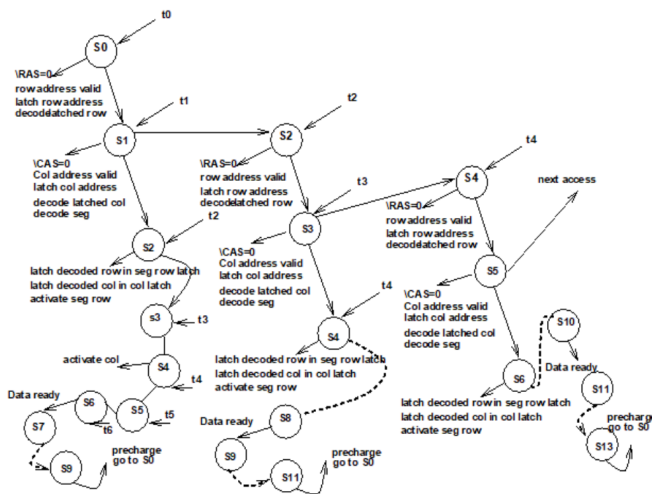 t0
S0
\RAS=0
row address valid
latch row address
decodelatched row
t1
S1
\CAS=0
Col address valid
latch col address
decode latched col
decode seg
t2
S2
latch decoded row in seg row latch
latch decoded col in col latch
activate seg row
s3
t3
activate col
S4
t4
S5
t5
S6
t6
Data ready
S7
S9
precharge
go to S0
t2
S2
\RAS=0
row address valid
latch row address
decodelatched row
t3
S3
\CAS=0
Col address valid
latch col address
decode latched col
decode seg
t4
S4
latch decoded row in seg row latch
latch decoded col in col latch
activate seg row
S8
Data ready
S9
S11
precharge
go to S0
t4
S4
\RAS=0
row address valid
latch row address
decodelatched row
next access
S5
\CAS=0
Col address valid
latch col address
decode latched col
decode seg
S6
latch decoded row in seg row latch
latch decoded col in col latch
activate seg row
S10
Data ready
S11
precharge
go to S0
S13